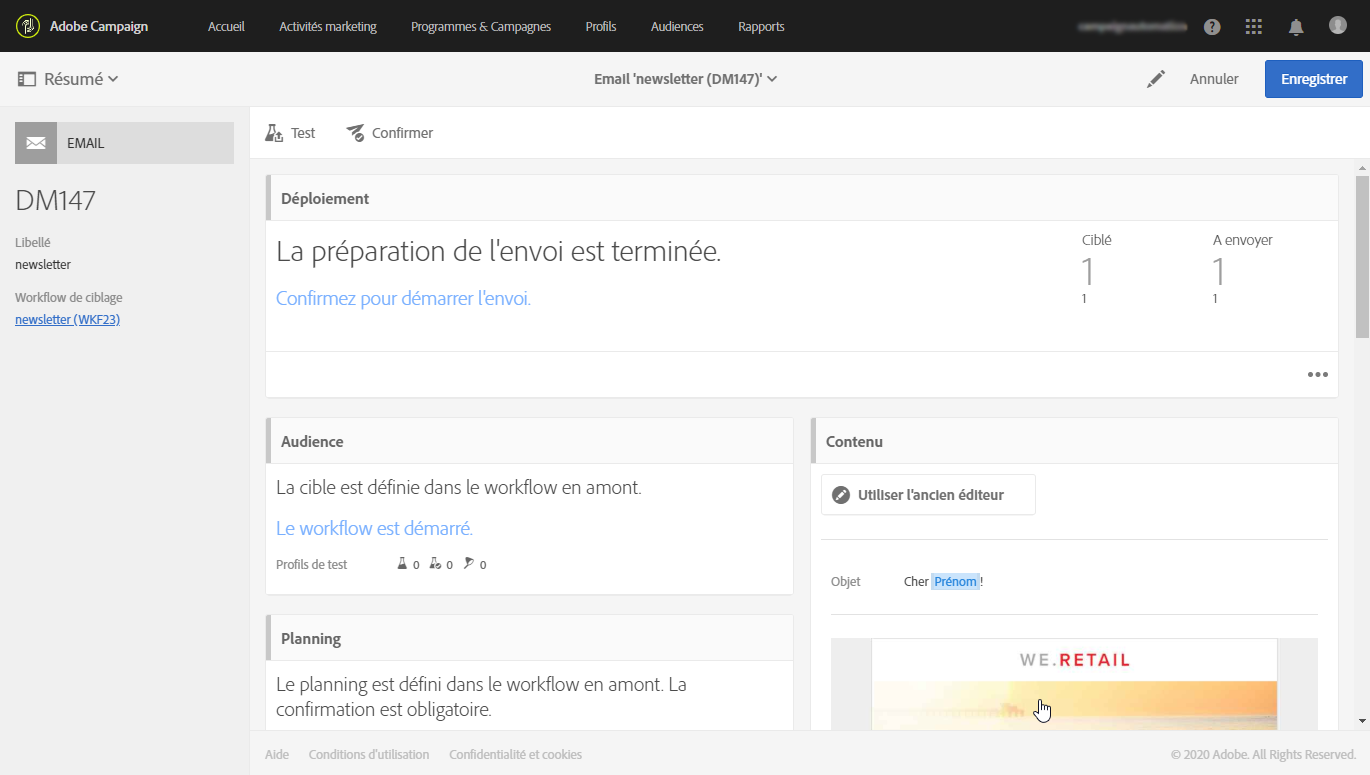 Adobe Campaign Accueil Activités marketing Programmes & Campagnes Profils Audiences Rapports
Résumé Email 'newsletter (DM147)' Annuler Enregistrer
EMAIL
DM147
Libellé
newsletter
Workflow de ciblage
newsletter (WKF23)
Test Confirmer
Déploiement
La préparation de l'envoi est terminée.
Confirmez pour démarrer l'envoi.
Ciblé A envoyer
1 1
1 1
Audience
La cible est définie dans le workflow en amont.
Le workflow est démarré.
Profils de test 0 0 0
Planning
Le planning est défini dans le workflow en amont. La
confirmation est obligatoire.
Contenu
Utiliser l'ancien éditeur
Objet Cher Prénom !
WE.RETAIL
Aide Conditions d'utilisation Confidentialité et cookies © 2020 Adobe. All Rights Reserved.